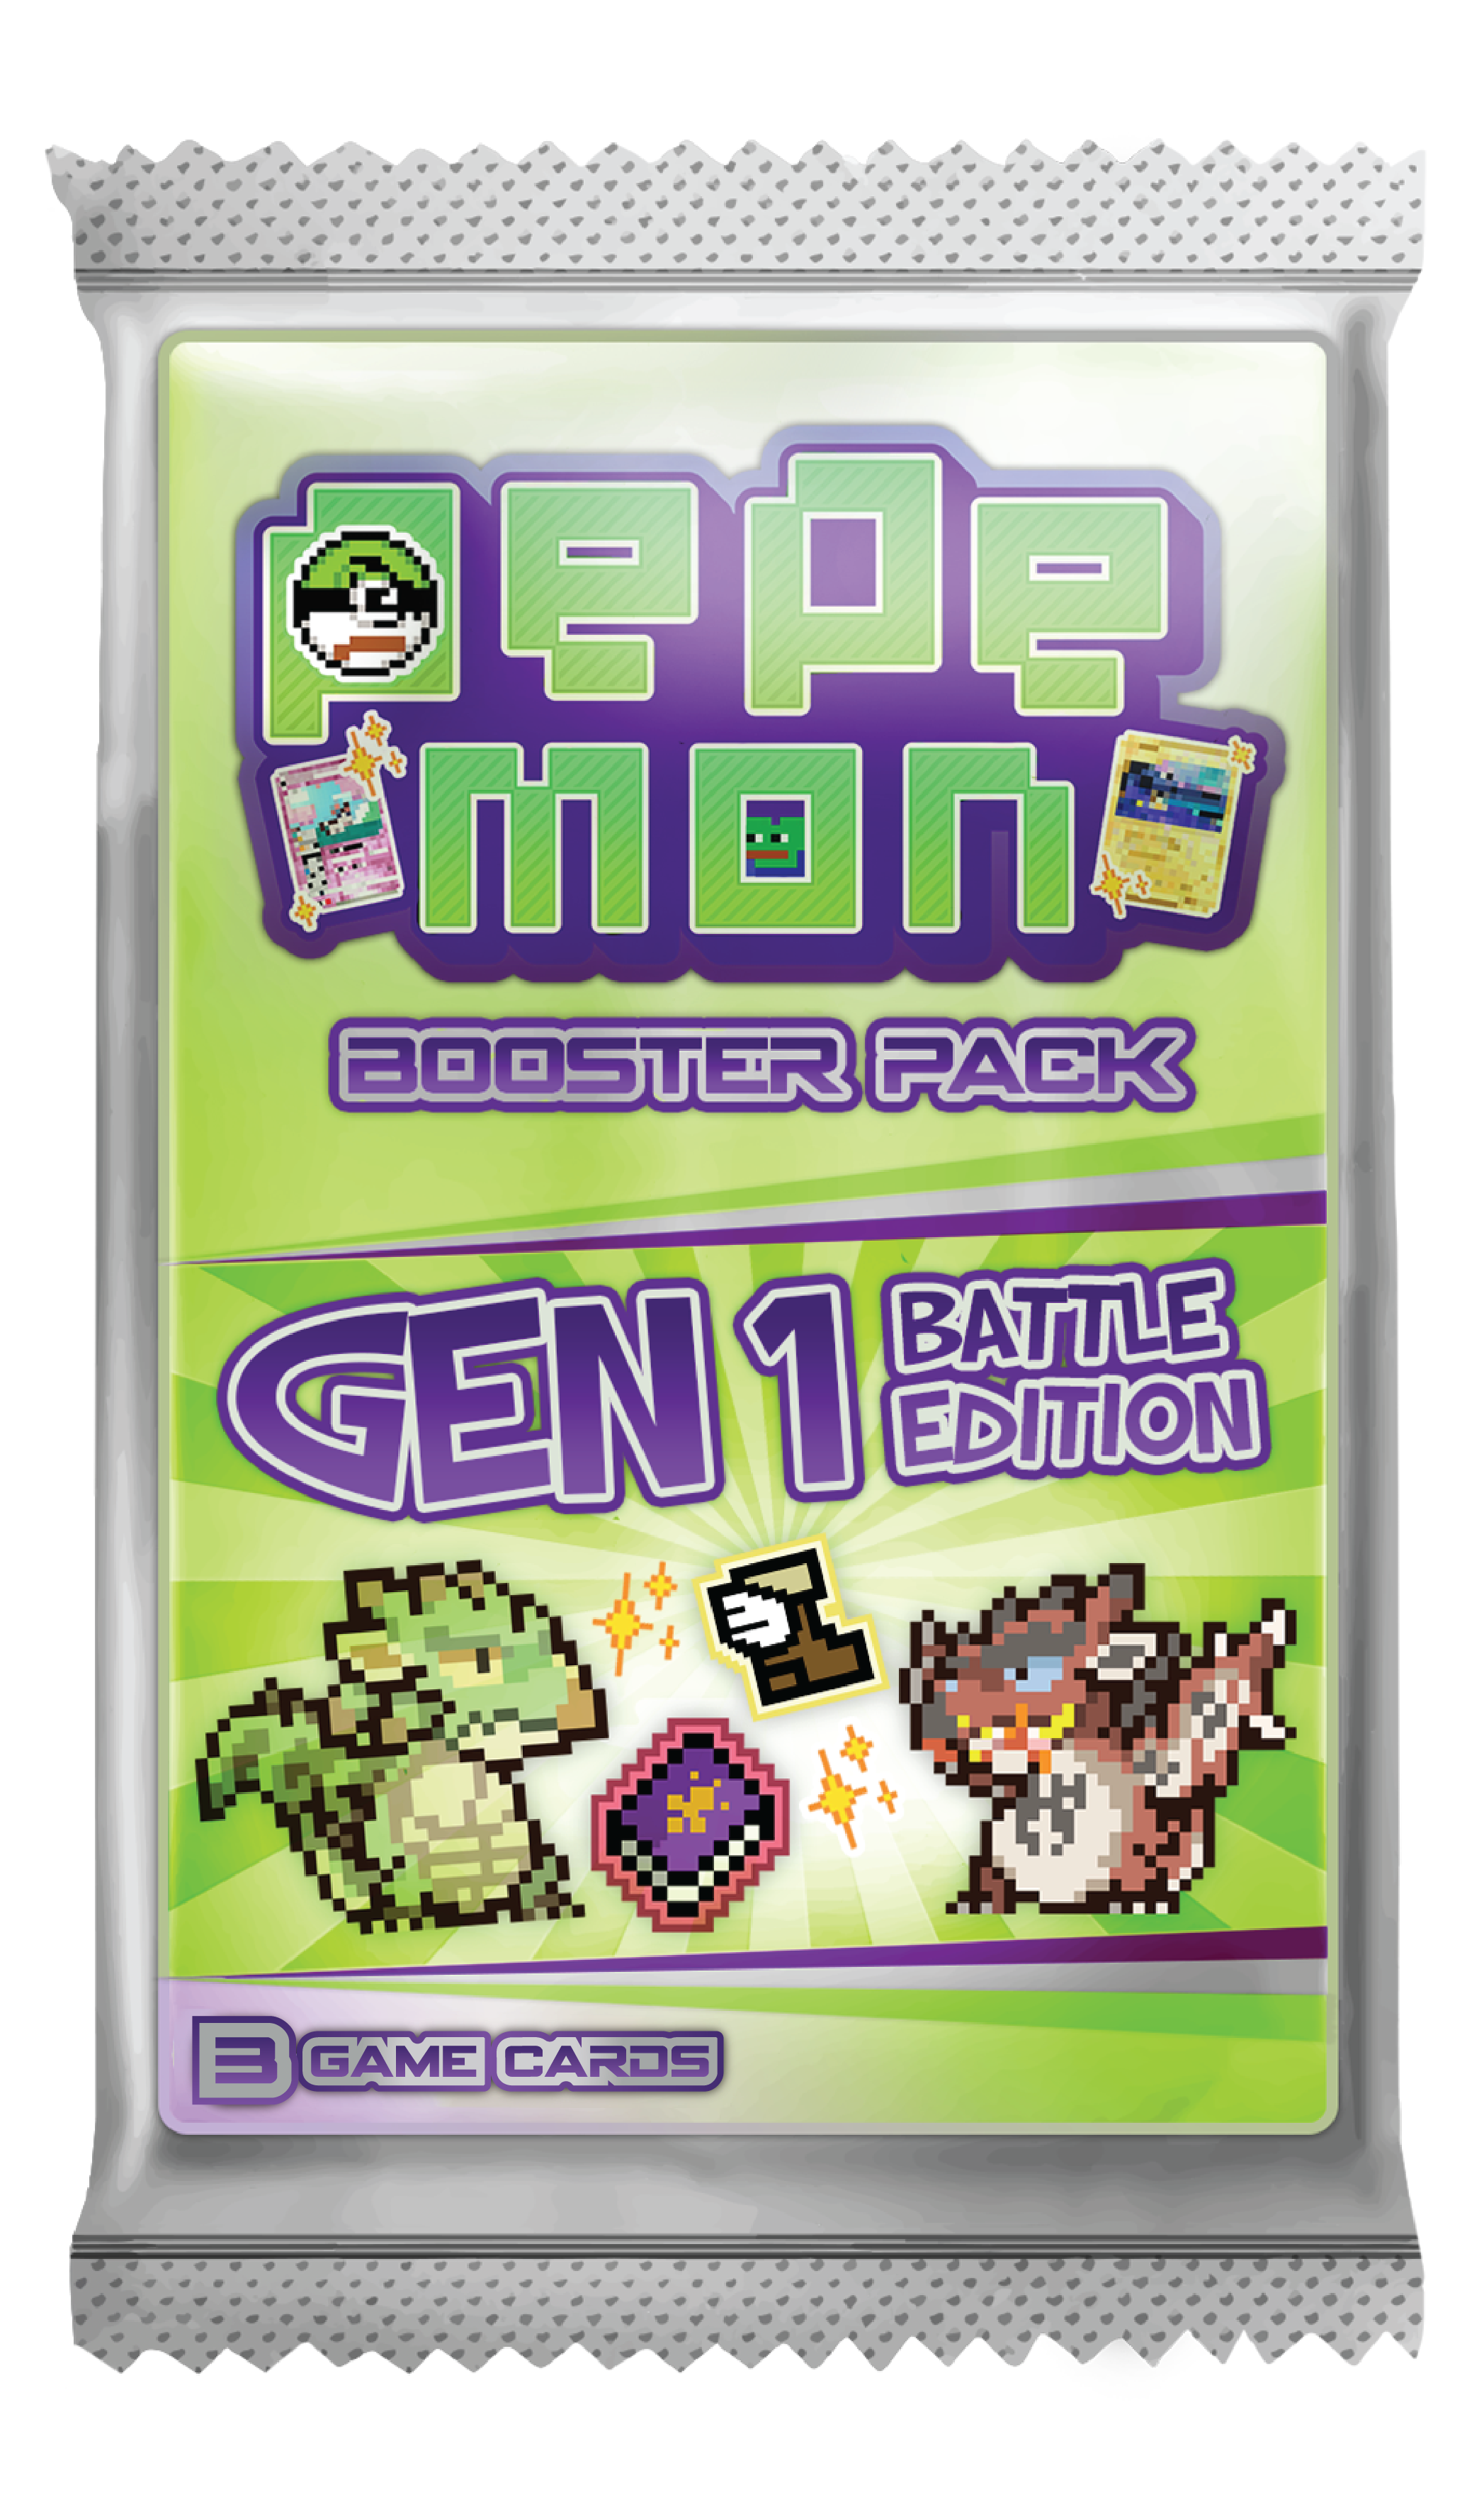 pepe
mon
BOOSTER PACK
GEN 1 BATTLE EDITION
3 GAME CARDS